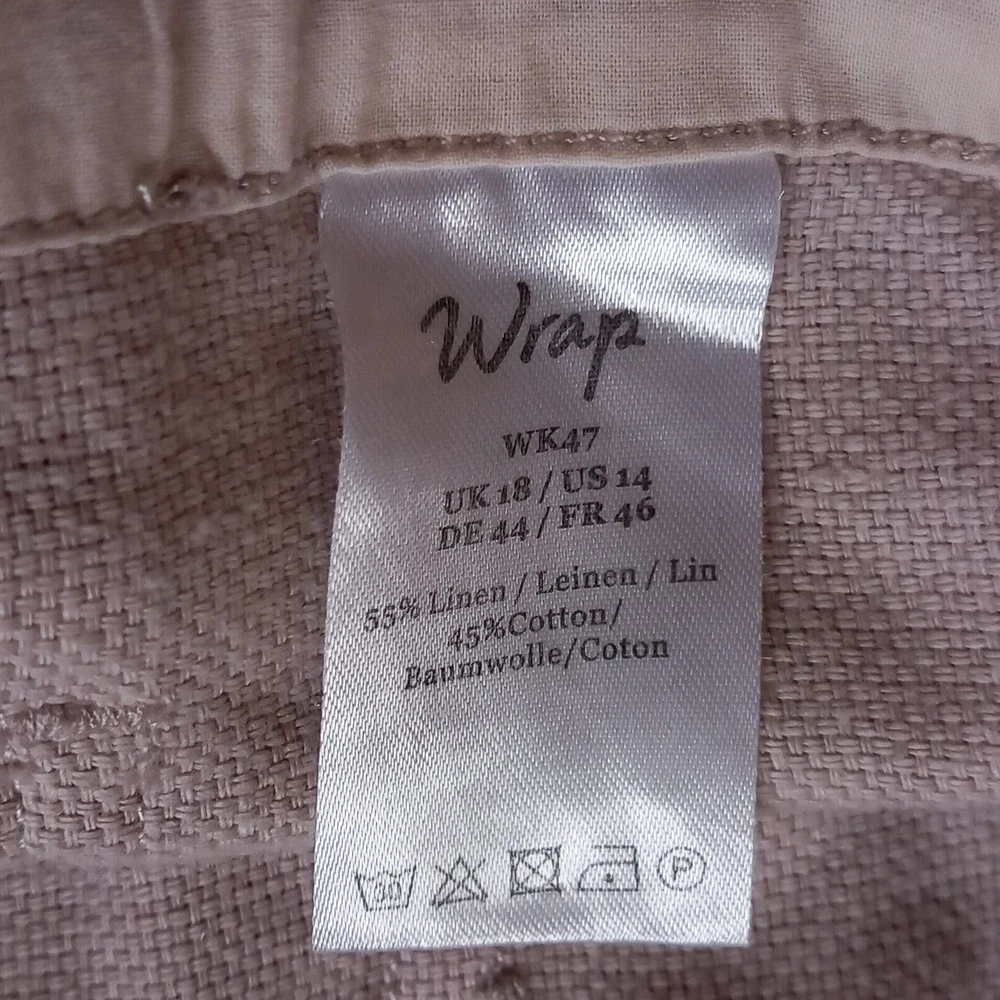 Wrap
WK47
UK 18 / US 14
DE 44 / FR 46
55% Linen / Leinen / Lin
45%Cotton/
Baumwolle/Coton
30 P